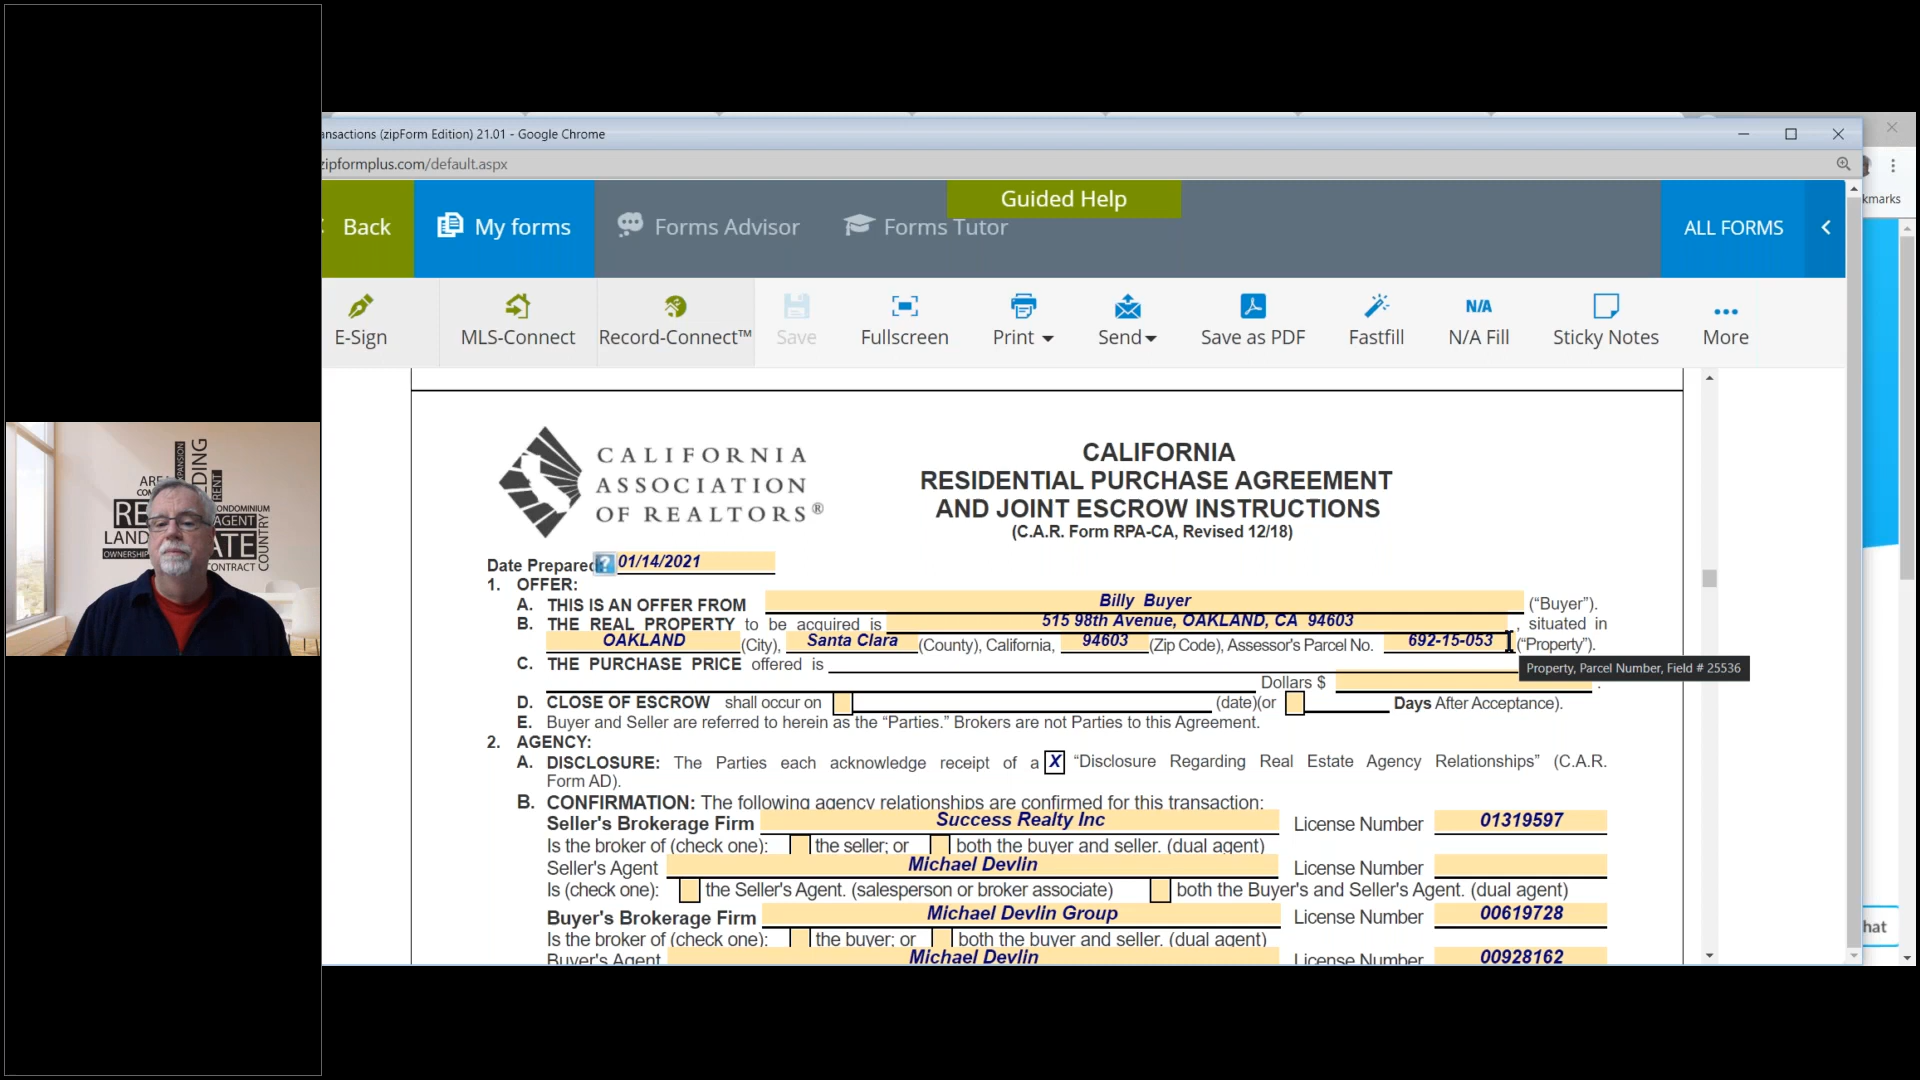 ansactions (zipForm Edition) 21.01 - Google Chrome
zipformplus.com/default.aspx
kmarks
Back
My forms
Forms Advisor
Forms Tutor
Guided Help
ALL FORMS
E-Sign
MLS-Connect
Record-Connect™
Save
Fullscreen
Print
Send
Save as PDF
Fastfill
N/A
N/A Fill
Sticky Notes
More
CALIFORNIA
ASSOCIATION
OF REALTORS®
CALIFORNIA
RESIDENTIAL PURCHASE AGREEMENT
AND JOINT ESCROW INSTRUCTIONS
(C.A.R. Form RPA-CA, Revised 12/18)
Date Prepared 01/14/2021
1. OFFER:
A. THIS IS AN OFFER FROM Billy Buyer (“Buyer”).
B. THE REAL PROPERTY to be acquired is 515 98th Avenue, OAKLAND, CA 94603, situated in
OAKLAND (City), Santa Clara (County), California, 94603 (Zip Code), Assessor's Parcel No. 692-15-053 (“Property”).
Property, Parcel Number, Field # 25536
C. THE PURCHASE PRICE offered is
Dollars $ .
D. CLOSE OF ESCROW shall occur on (date)(or Days After Acceptance).
E. Buyer and Seller are referred to herein as the “Parties.” Brokers are not Parties to this Agreement.
2. AGENCY:
A. DISCLOSURE: The Parties each acknowledge receipt of a X “Disclosure Regarding Real Estate Agency Relationships” (C.A.R.
Form AD).
B. CONFIRMATION: The following agency relationships are confirmed for this transaction:
Seller's Brokerage Firm Success Realty Inc License Number 01319597
Is the broker of (check one): the seller; or both the buyer and seller. (dual agent)
Seller's Agent Michael Devlin License Number
Is (check one): the Seller's Agent. (salesperson or broker associate) both the Buyer's and Seller's Agent. (dual agent)
Buyer's Brokerage Firm Michael Devlin Group License Number 00619728
Is the broker of (check one): the buyer; or both the buyer and seller. (dual agent)
Buyer's Agent Michael Devlin License Number 00928162
hat
LAND
OWNERSHIP
RE
AGENT
ATE
CONTRACT
COUNTRY
RENT